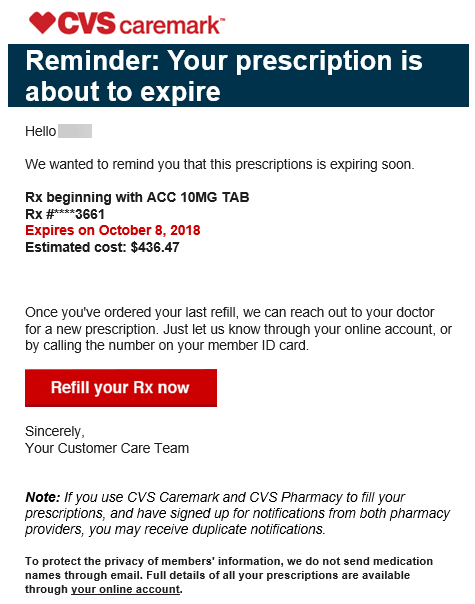 CVS caremark™
Reminder: Your prescription is
about to expire
Hello
We wanted to remind you that this prescriptions is expiring soon.
Rx beginning with ACC 10MG TAB
Rx #****3661
Expires on October 8, 2018
Estimated cost: $436.47
Once you've ordered your last refill, we can reach out to your doctor
for a new prescription. Just let us know through your online account, or
by calling the number on your member ID card.
Refill your Rx now
Sincerely,
Your Customer Care Team
Note: If you use CVS Caremark and CVS Pharmacy to fill your
prescriptions, and have signed up for notifications from both pharmacy
providers, you may receive duplicate notifications.
To protect the privacy of members' information, we do not send medication
names through email. Full details of all your prescriptions are available
through your online account.